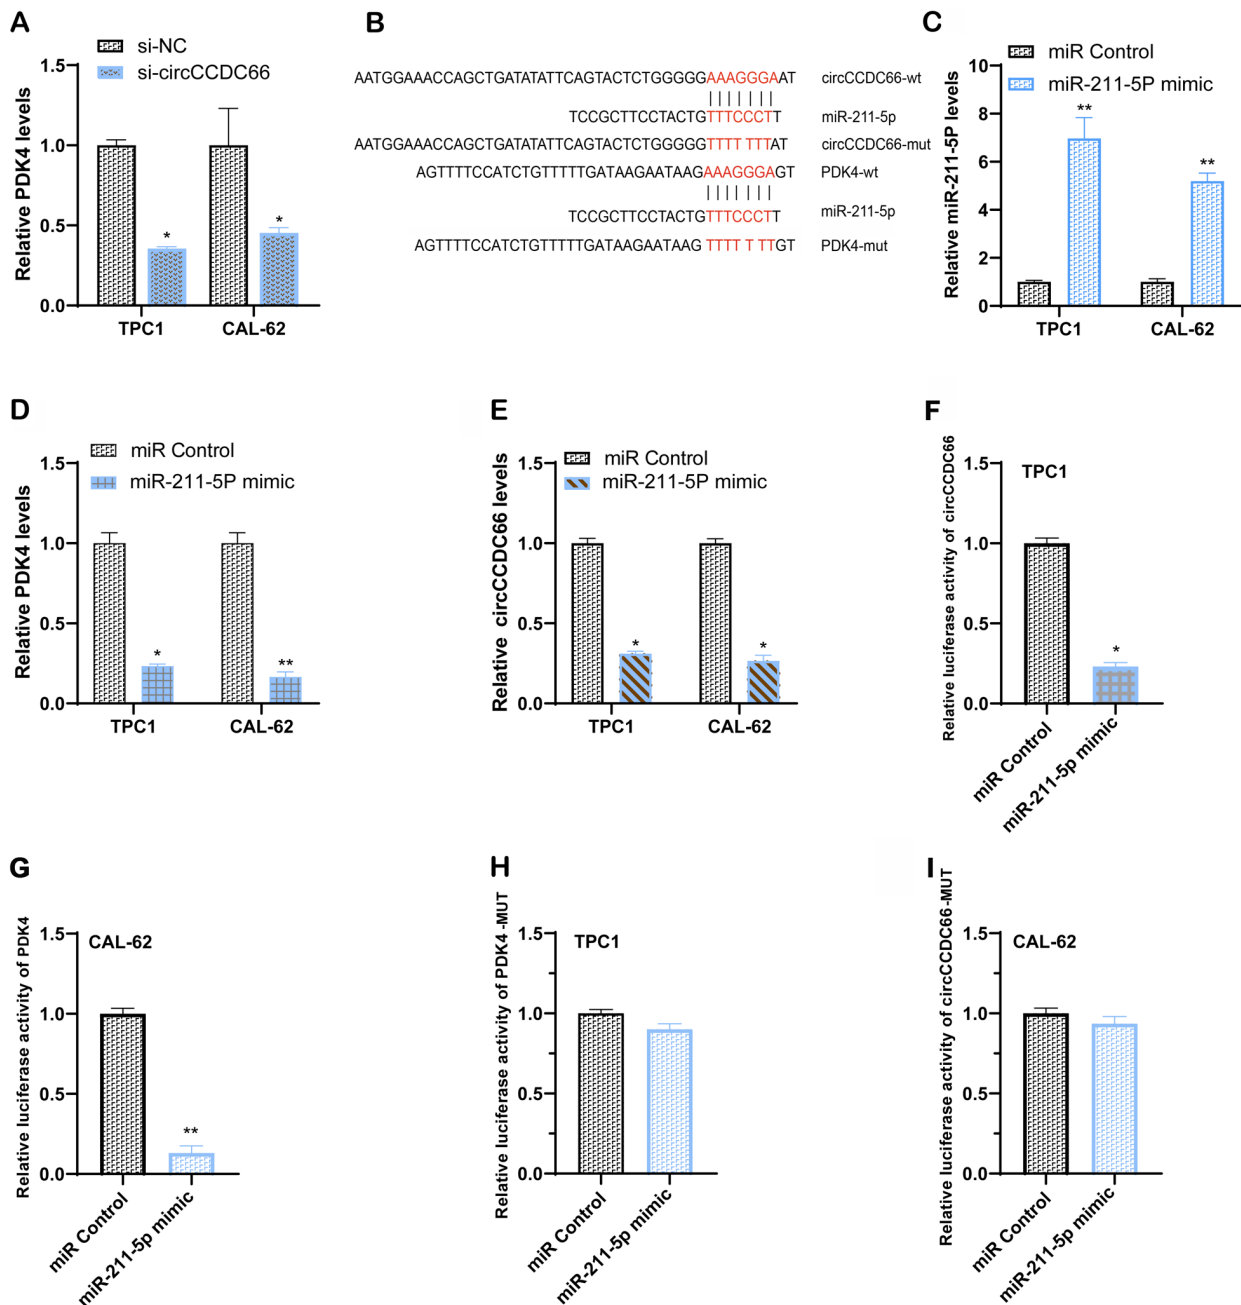 A
si-NC
si-circCCDC66
Relative PDK4 levels
1.5
1.0
0.5
0.0
TPC1
CAL-62
B
AATGGAAACCAGCTGATATATTCAGTACTCTGGGGGAAAGGGAAT circCCDC66-wt
TCCGCTTCCTACTGTTTCCCTT miR-211-5p
AATGGAAACCAGCTGATATATTCAGTACTCTGGGGGTTTT TTTAT circCCDC66-mut
AGTTTTCCATCTGTTTTTGATAAGAATAAGAAAGGGAGT PDK4-wt
TCCGCTTCCTACTGTTTCCCTT miR-211-5p
AGTTTTCCATCTGTTTTTGATAAGAATAAG TTTT T TTGT PDK4-mut
C
miR Control
miR-211-5P mimic
Relative miR-211-5P levels
10
8
6
4
2
0
**
**
TPC1
CAL-62
*
*
D
miR Control
miR-211-5P mimic
Relative PDK4 levels
1.5
1.0
0.5
0.0
*
**
TPC1
CAL-62
E
miR Control
miR-211-5P mimic
Relative circCCDC66 levels
1.5
1.0
0.5
0.0
*
*
TPC1
CAL-62
F
TPC1
Relative luciferase activity of circCCDC66
1.5
1.0
0.5
0.0
*
miR Control
miR-211-5p mimic
G
CAL-62
Relative luciferase activity of PDK4
1.5
1.0
0.5
0.0
**
miR Control
miR-211-5p mimic
H
TPC1
Relative luciferase activity of PDK4-MUT
1.5
1.0
0.5
0.0
miR Control
miR-211-5p mimic
I
CAL-62
Relative luciferase activity of circCCDC66-MUT
1.5
1.0
0.5
0.0
miR Control
miR-211-5p mimic